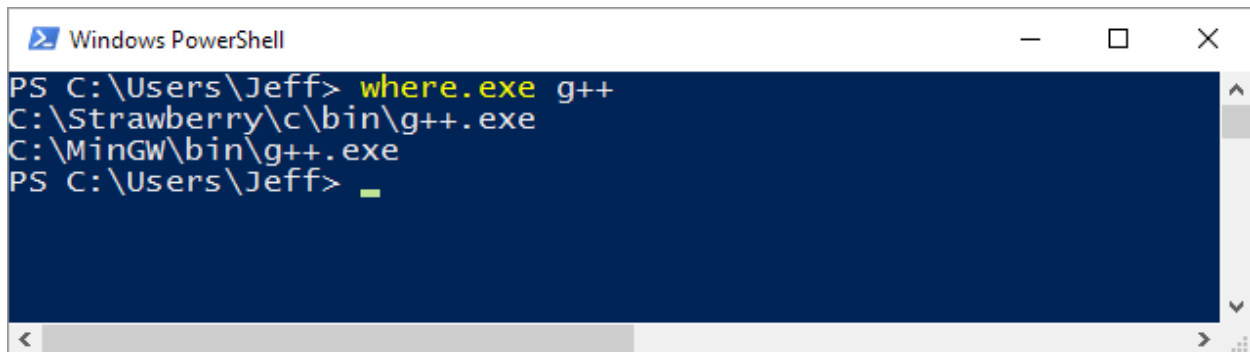 Windows PowerShell
PS C:\Users\Jeff> where.exe g++
C:\Strawberry\c\bin\g++.exe
C:\MinGW\bin\g++.exe
PS C:\Users\Jeff>